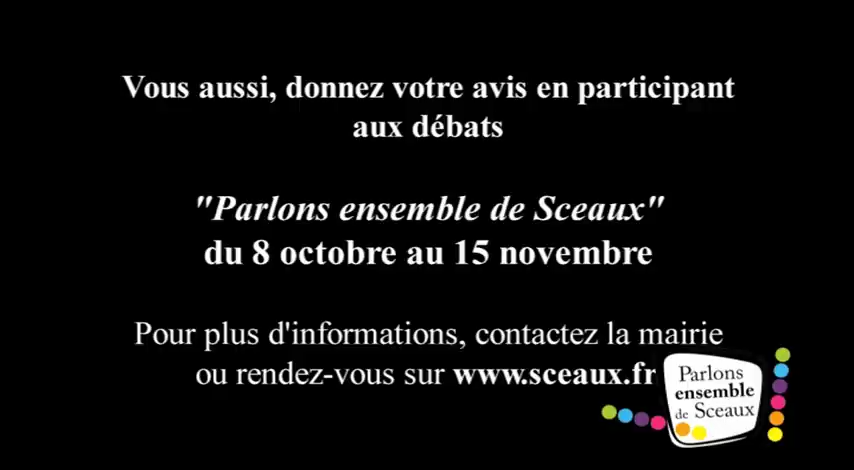 Vous aussi, donnez votre avis en participant
aux débats
"Parlons ensemble de Sceaux"
du 8 octobre au 15 novembre
Pour plus d'informations, contactez la mairie
ou rendez-vous sur www.sceaux.fr
Parlons
ensemble
de Sceaux